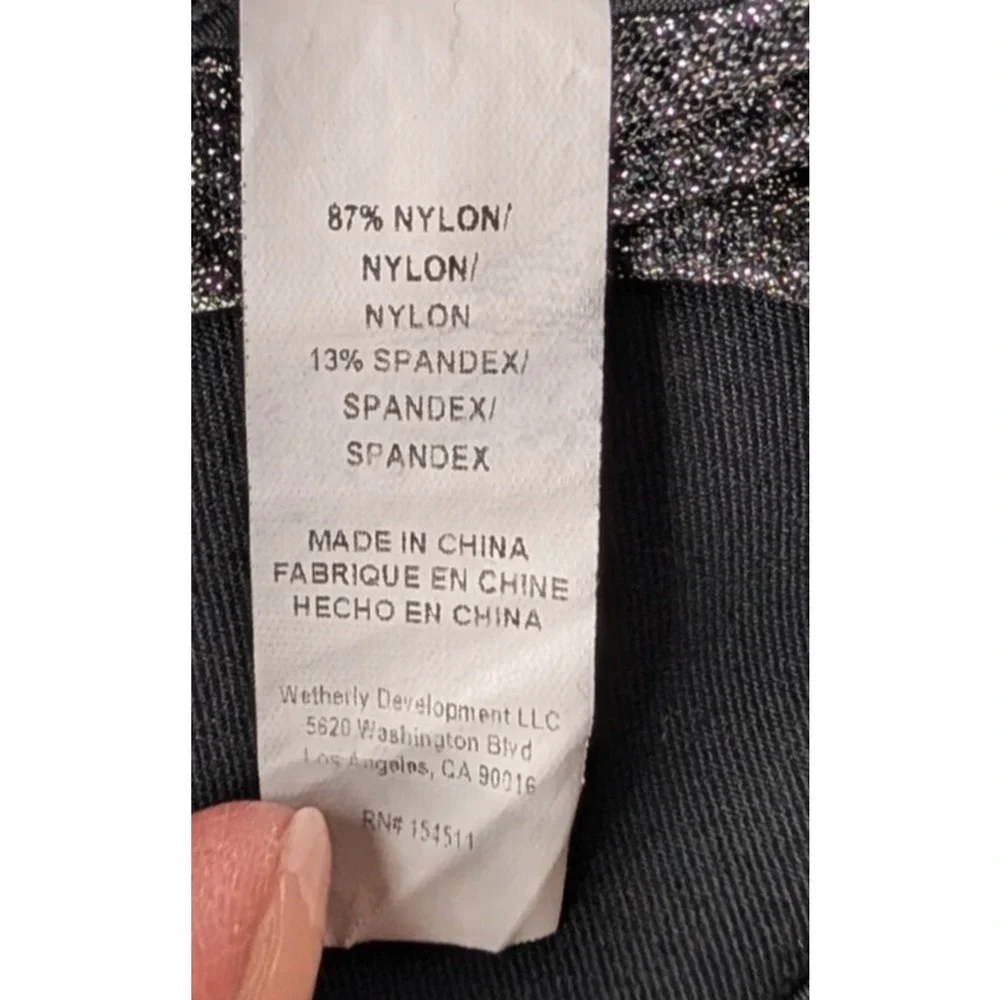 87% NYLON/
NYLON/
NYLON
13% SPANDEX/
SPANDEX/
SPANDEX
MADE IN CHINA
FABRIQUE EN CHINE
HECHO EN CHINA
Wetherly Development LLC
5620 Washington Blvd
Los Angeles, CA 90016
RN# 154511